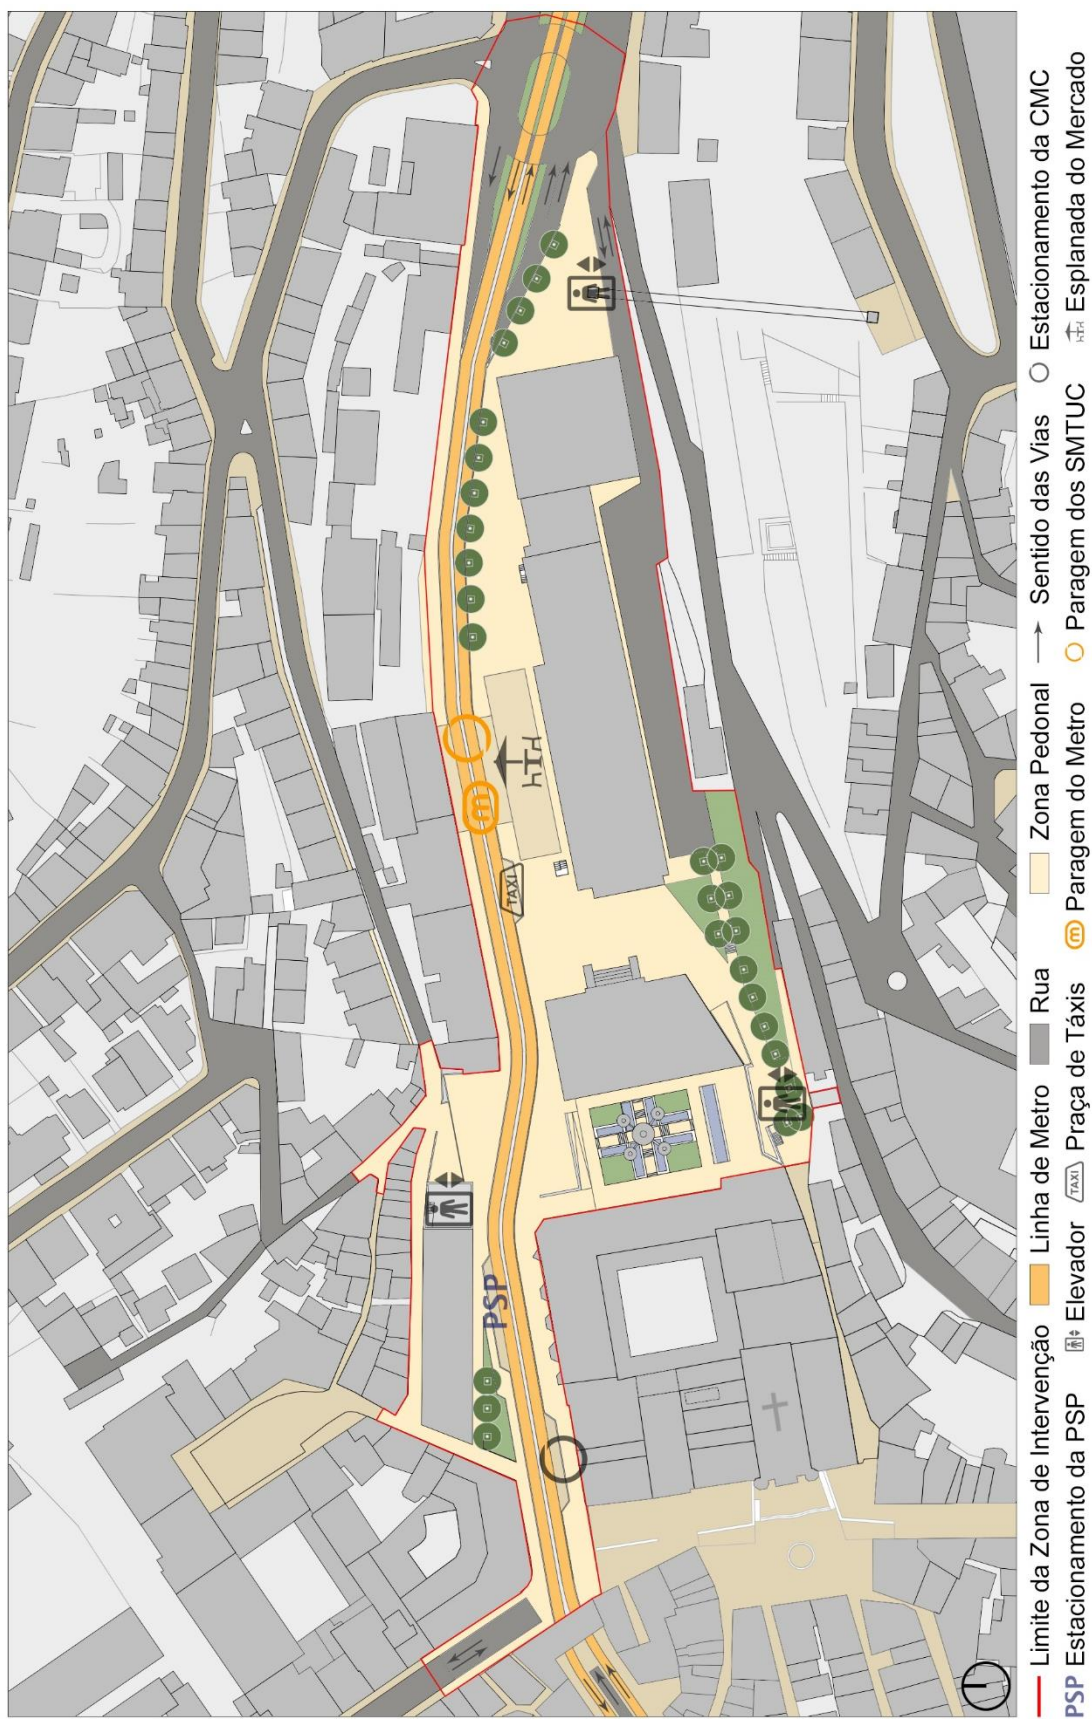 TAXI
m
PSP
Limite da Zona de Intervenção Linha de Metro Rua Zona Pedonal Sentido das Vias Estacionamento da CMC
PSP Estacionamento da PSP Elevador TAXI Praça de Táxis m Paragem do Metro Paragem dos SMTUC Esplanada do Mercado